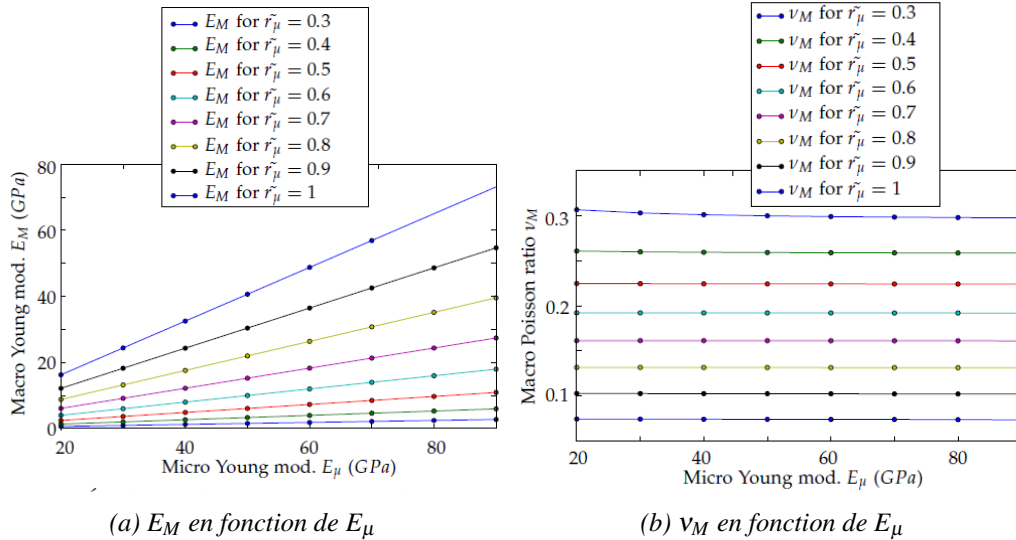 E_M for r̃_μ = 0.3
E_M for r̃_μ = 0.4
E_M for r̃_μ = 0.5
E_M for r̃_μ = 0.6
E_M for r̃_μ = 0.7
E_M for r̃_μ = 0.8
E_M for r̃_μ = 0.9
E_M for r̃_μ = 1
Macro Young mod. E_M (GPa)
80
60
40
20
0
20 40 60 80
Micro Young mod. E_μ (GPa)
(a) E_M en fonction de E_μ
ν_M for r̃_μ = 0.3
ν_M for r̃_μ = 0.4
ν_M for r̃_μ = 0.5
ν_M for r̃_μ = 0.6
ν_M for r̃_μ = 0.7
ν_M for r̃_μ = 0.8
ν_M for r̃_μ = 0.9
ν_M for r̃_μ = 1
Macro Poisson ratio ν_M
0.3
0.2
0.1
20 40 60 80
Micro Young mod. E_μ (GPa)
(b) ν_M en fonction de E_μ